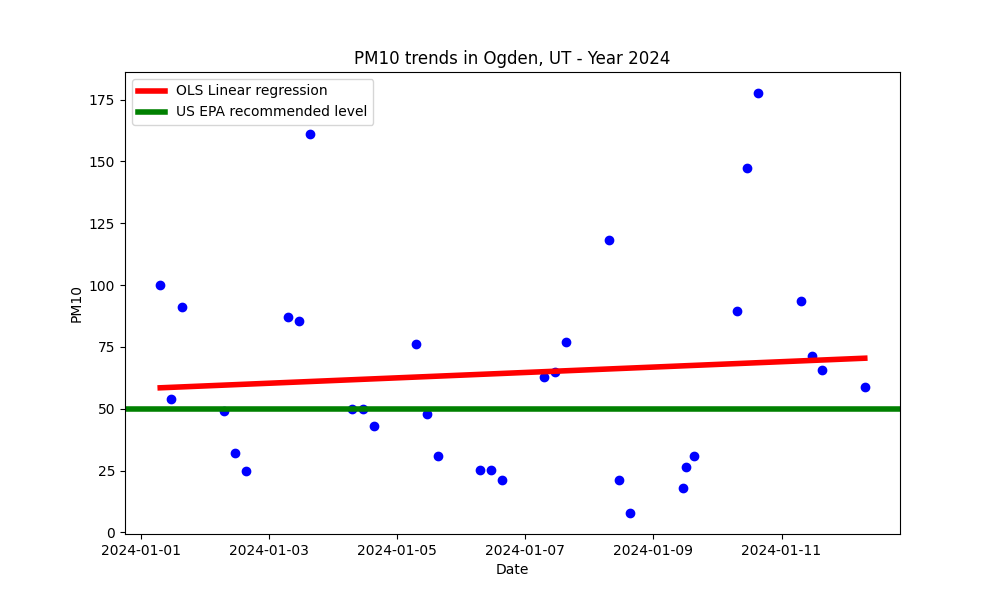 PM10 trends in Ogden, UT - Year 2024
OLS Linear regression
US EPA recommended level
175
150
125
100
75
50
25
0
PM10
2024-01-01
2024-01-03
2024-01-05
2024-01-07
2024-01-09
2024-01-11
Date